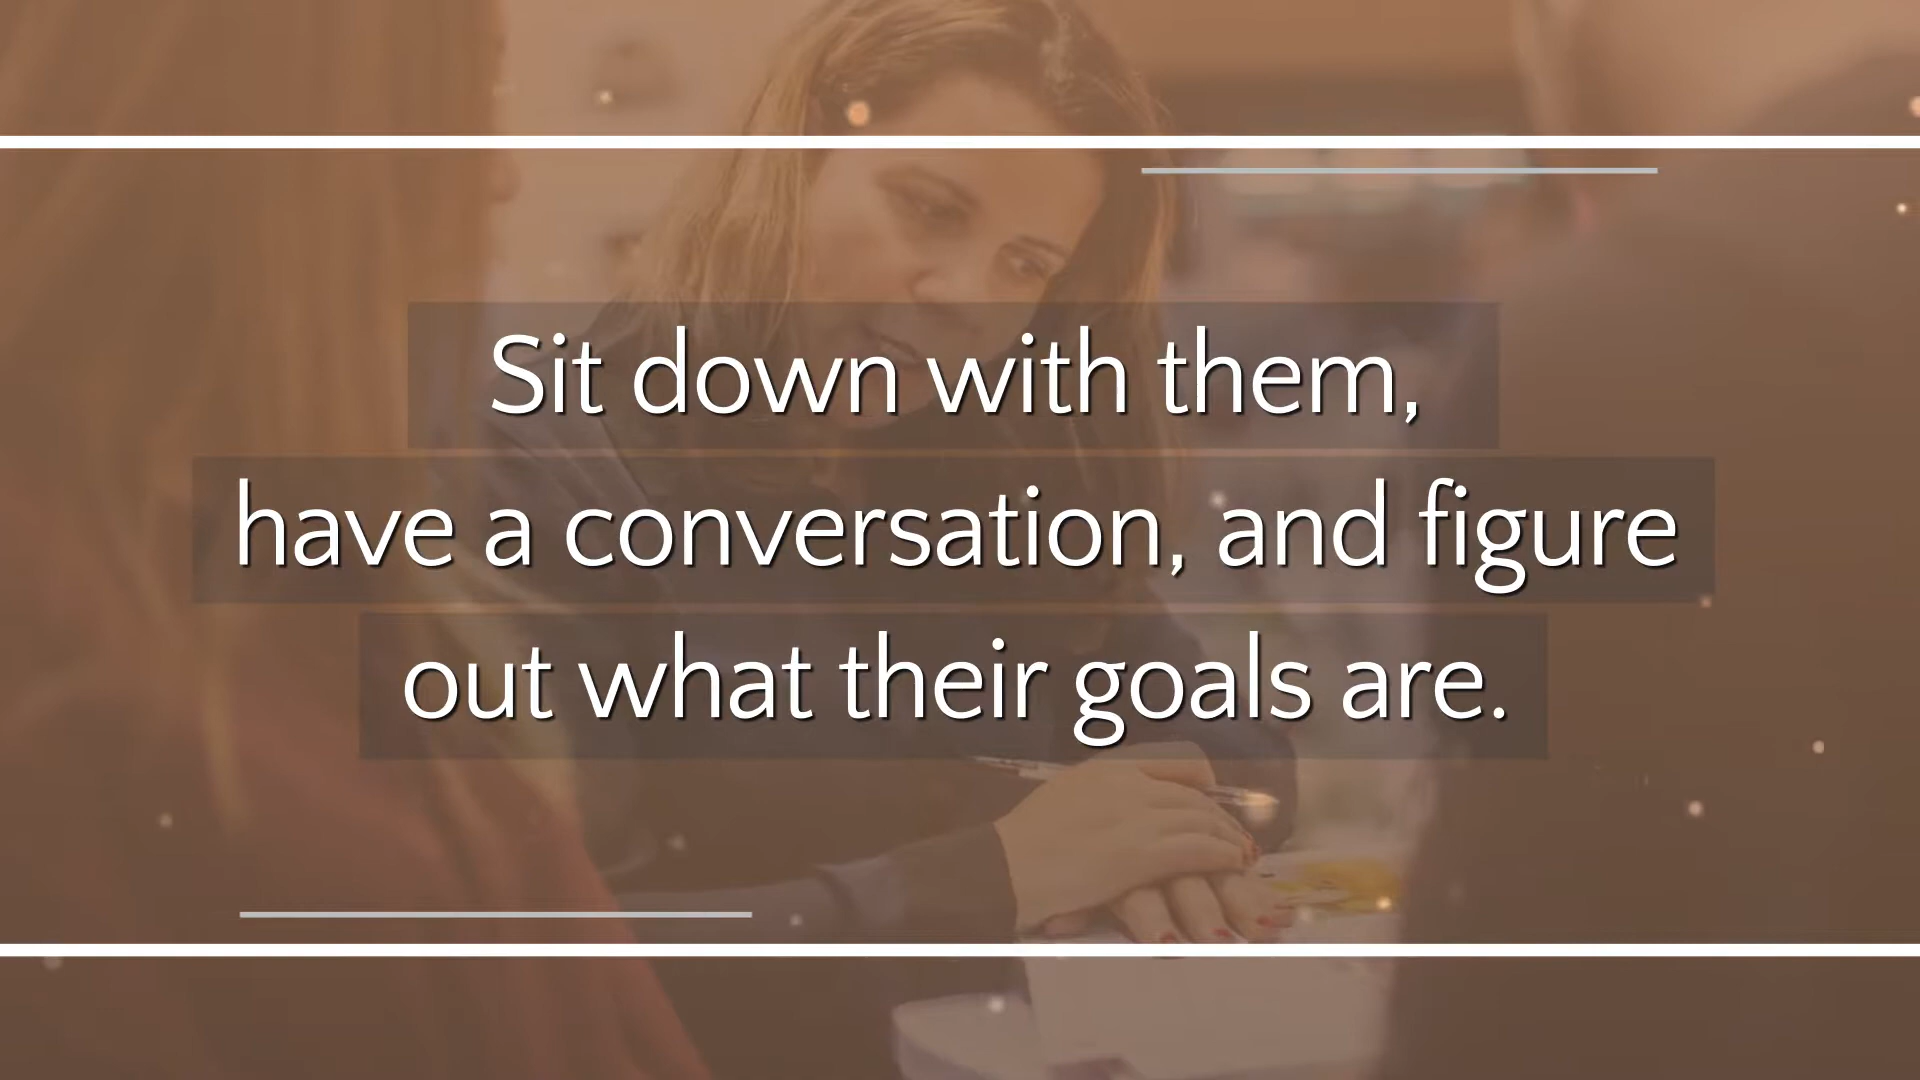 Sit down with them,
have a conversation, and figure
out what their goals are.